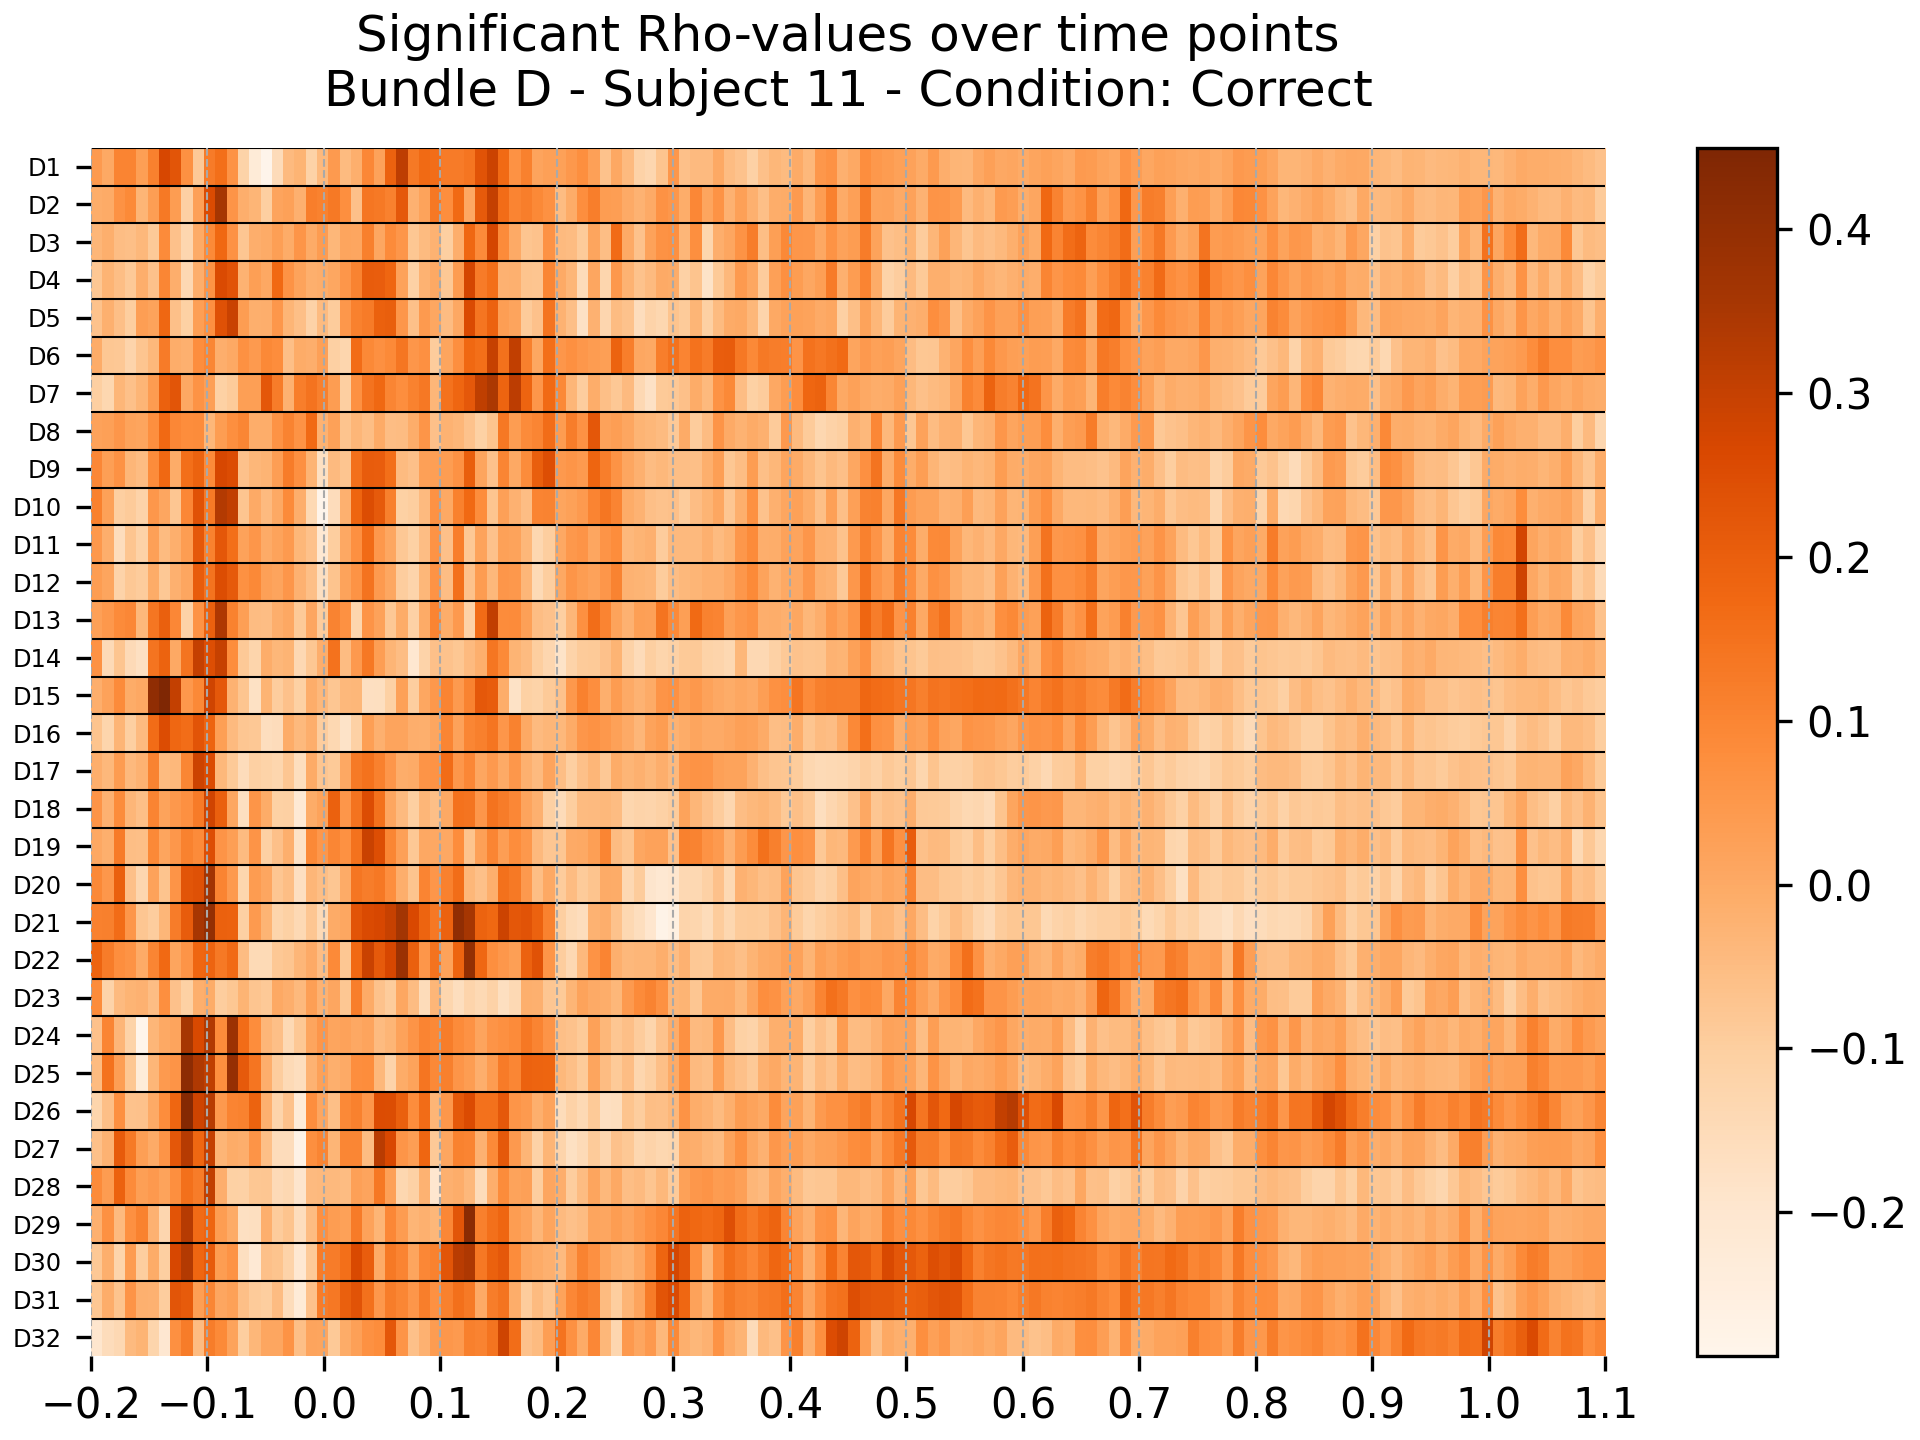 Significant Rho-values over time points
Bundle D - Subject 11 - Condition: Correct
D1
D2
D3
D4
D5
D6
D7
D8
D9
D10
D11
D12
D13
D14
D15
D16
D17
D18
D19
D20
D21
D22
D23
D24
D25
D26
D27
D28
D29
D30
D31
D32
−0.2 −0.1 0.0 0.1 0.2 0.3 0.4 0.5 0.6 0.7 0.8 0.9 1.0 1.1
0.4
0.3
0.2
0.1
0.0
−0.1
−0.2